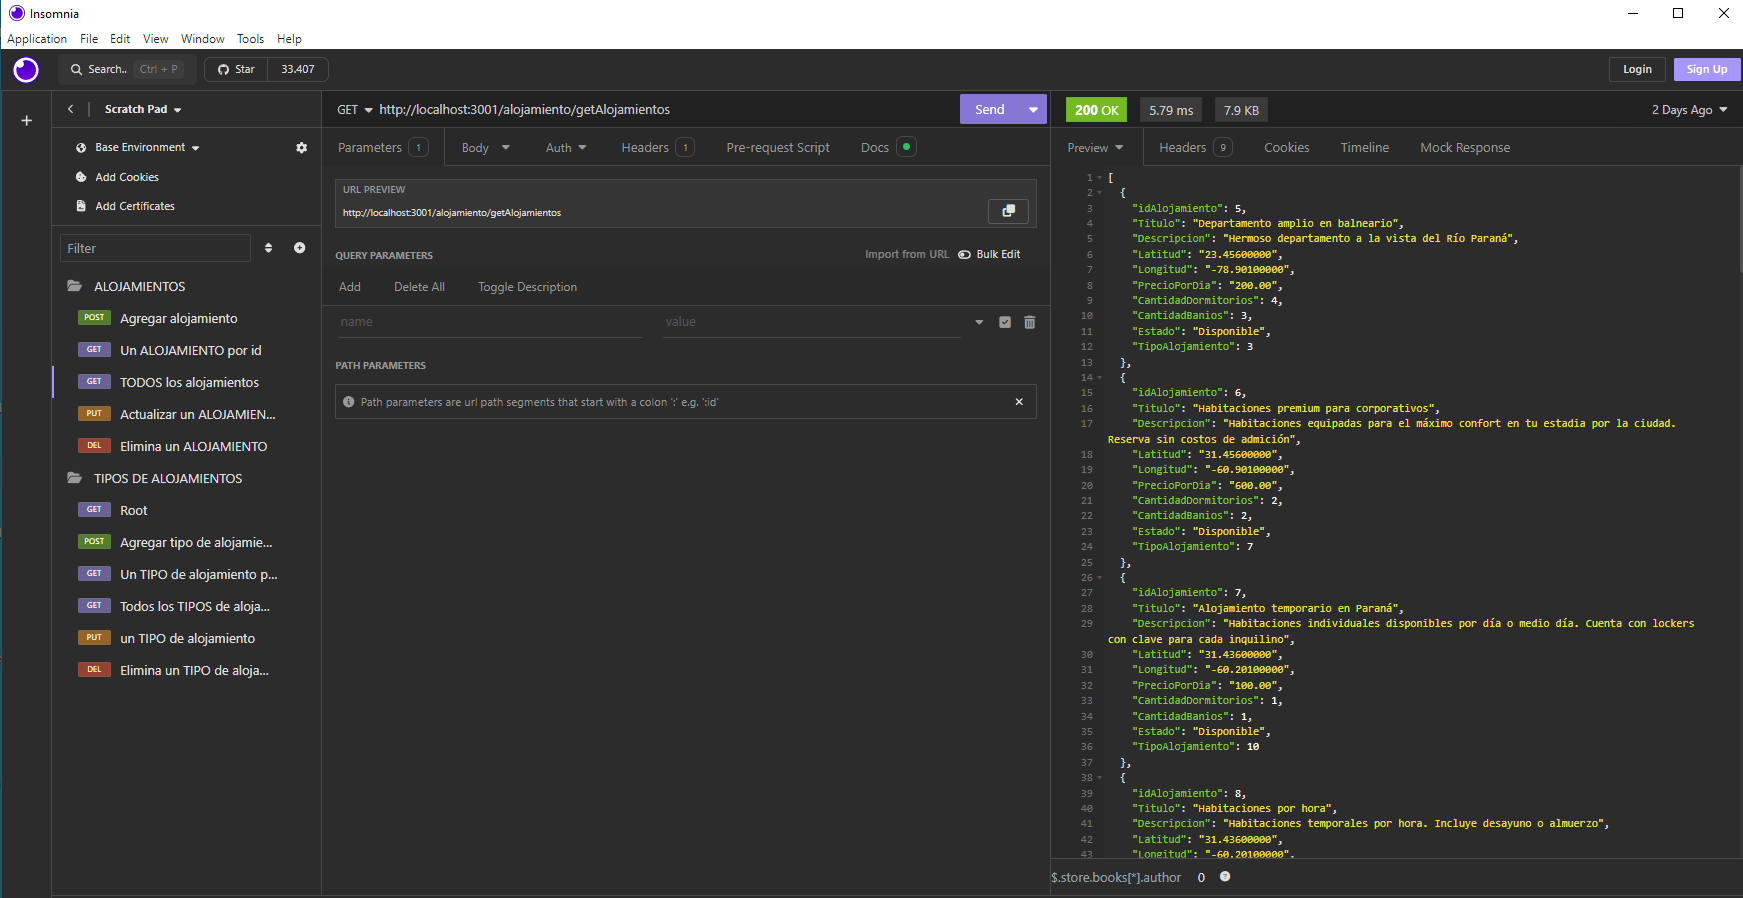 Insomnia
Application File Edit View Window Tools Help
Search.. Ctrl + P Star 33.407 Login Sign Up
Scratch Pad
Base Environment
Add Cookies
Add Certificates
Filter
ALOJAMIENTOS
POST Agregar alojamiento
GET Un ALOJAMIENTO por id
GET TODOS los alojamientos
PUT Actualizar un ALOJAMIEN...
DEL Elimina un ALOJAMIENTO
TIPOS DE ALOJAMIENTOS
GET Root
POST Agregar tipo de alojamie...
GET Un TIPO de alojamiento p...
GET Todos los TIPOS de aloja...
PUT un TIPO de alojamiento
DEL Elimina un TIPO de aloja...
GET http://localhost:3001/alojamiento/getAlojamientos Send
Parameters 1 Body Auth Headers 1 Pre-request Script Docs
URL PREVIEW
http://localhost:3001/alojamiento/getAlojamientos
QUERY PARAMETERS Import from URL Bulk Edit
Add Delete All Toggle Description
name value
PATH PARAMETERS
Path parameters are url path segments that start with a colon ':' e.g. ':id'
200 OK 5.79 ms 7.9 KB 2 Days Ago
Preview Headers 9 Cookies Timeline Mock Response
1 [
2 {
3 "idAlojamiento": 5,
4 "Titulo": "Departamento amplio en balneario",
5 "Descripcion": "Hermoso departamento a la vista del Río Paraná",
6 "Latitud": "23.45600000",
7 "Longitud": "-78.90100000",
8 "PrecioPorDia": "200.00",
9 "CantidadDormitorios": 4,
10 "CantidadBanios": 3,
11 "Estado": "Disponible",
12 "TipoAlojamiento": 3
13 },
14 {
15 "idAlojamiento": 6,
16 "Titulo": "Habitaciones premium para corporativos",
17 "Descripcion": "Habitaciones equipadas para el máximo confort en tu estadia por la ciudad.
Reserva sin costos de admición",
18 "Latitud": "31.45600000",
19 "Longitud": "-60.90100000",
20 "PrecioPorDia": "600.00",
21 "CantidadDormitorios": 2,
22 "CantidadBanios": 2,
23 "Estado": "Disponible",
24 "TipoAlojamiento": 7
25 },
26 {
27 "idAlojamiento": 7,
28 "Titulo": "Alojamiento temporario en Paraná",
29 "Descripcion": "Habitaciones individuales disponibles por día o medio día. Cuenta con lockers
con clave para cada inquilino",
30 "Latitud": "31.43600000",
31 "Longitud": "-60.20100000",
32 "PrecioPorDia": "100.00",
33 "CantidadDormitorios": 1,
34 "CantidadBanios": 1,
35 "Estado": "Disponible",
36 "TipoAlojamiento": 10
37 },
38 {
39 "idAlojamiento": 8,
40 "Titulo": "Habitaciones por hora",
41 "Descripcion": "Habitaciones temporales por hora. Incluye desayuno o almuerzo",
42 "Latitud": "31.43600000",
43 "Longitud": "-60.20100000",
$.store.books[*].author 0